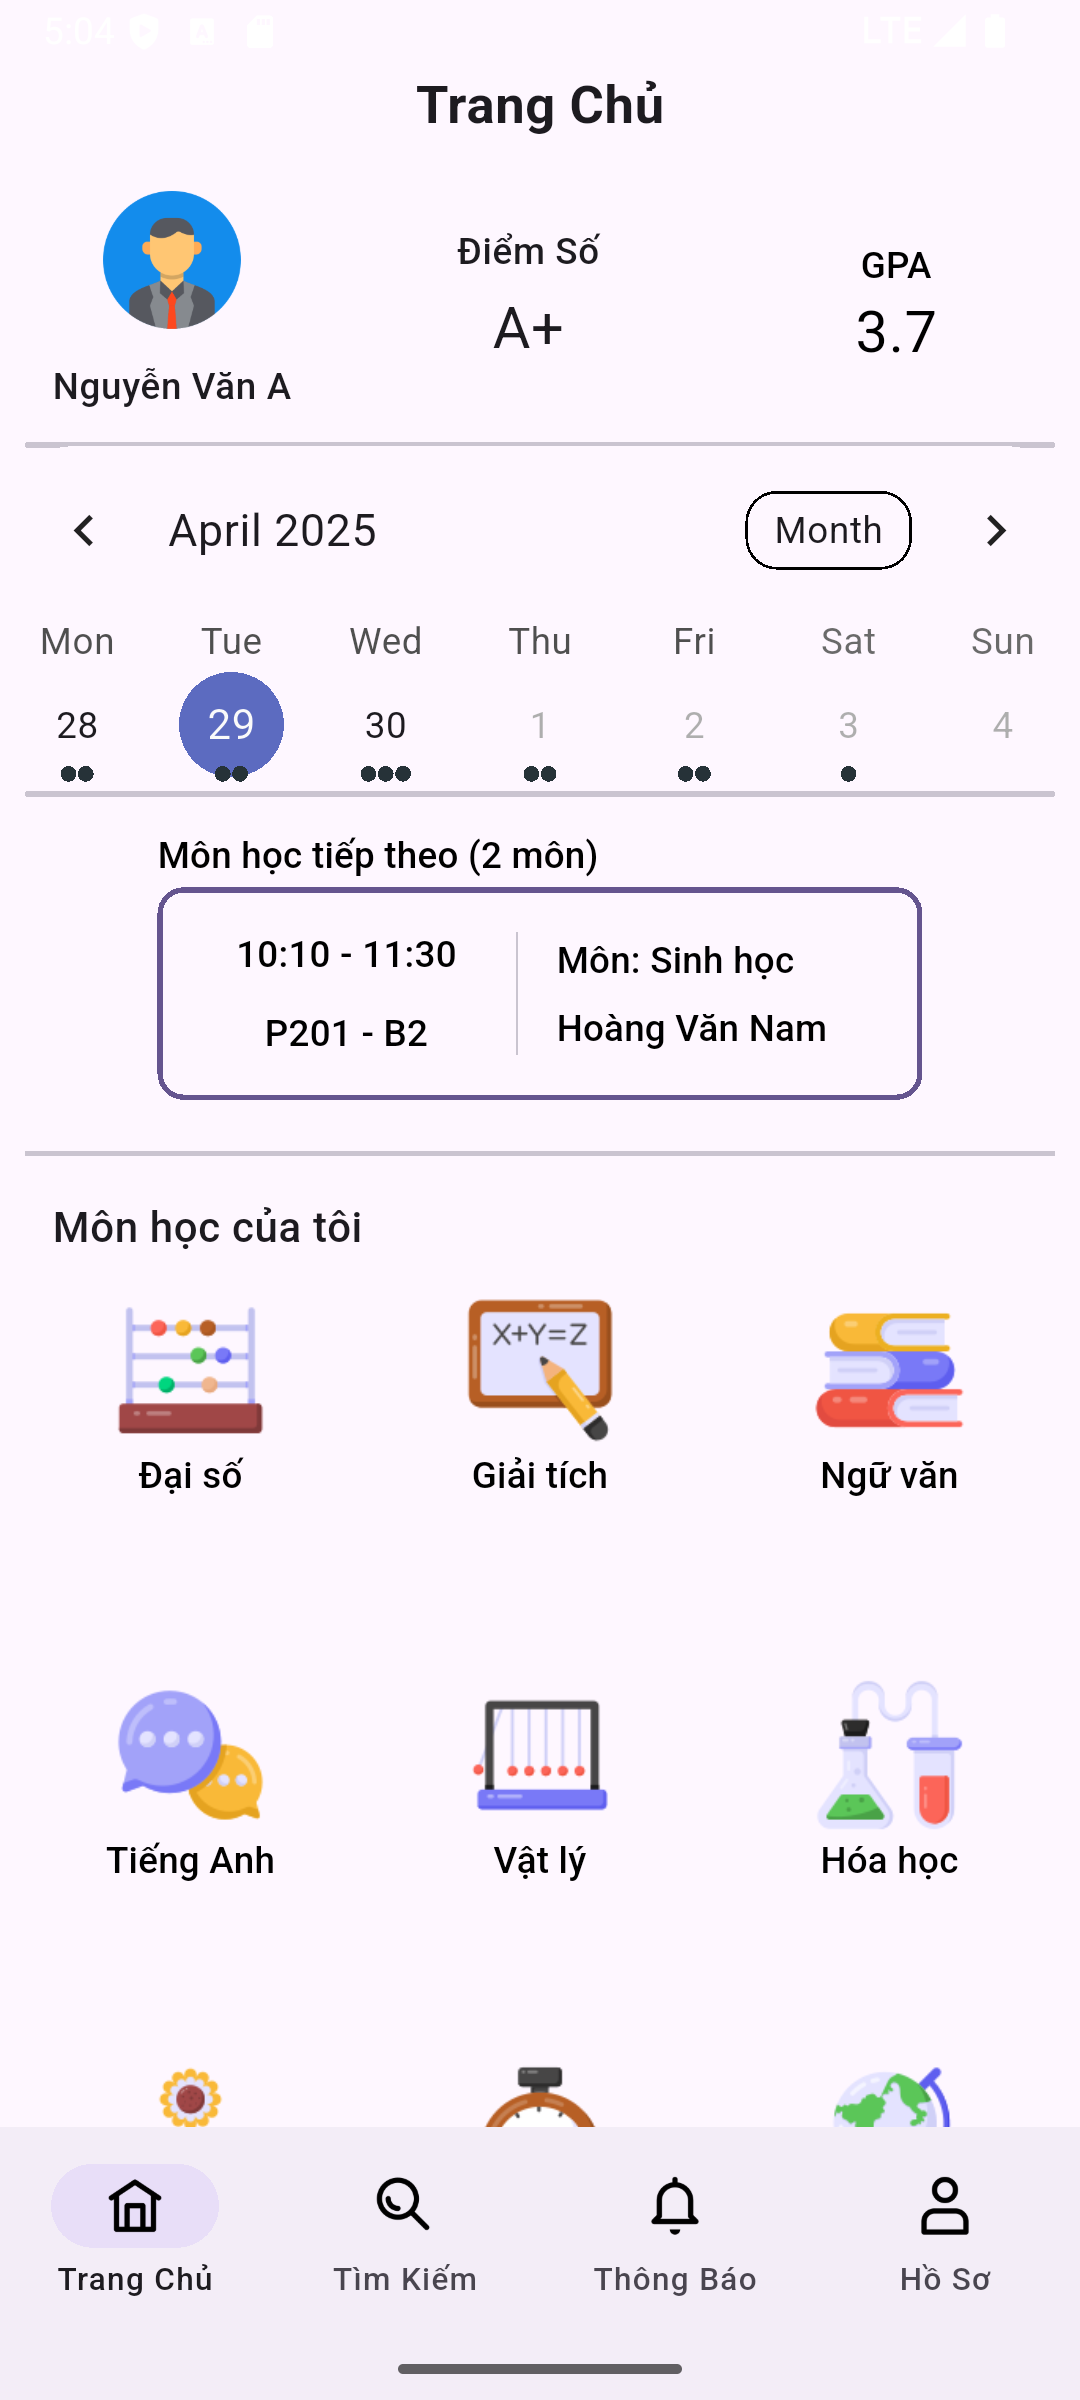 5:04 LTE
Trang Chủ
Điểm Số
GPA
A+
3.7
Nguyễn Văn A
April 2025
Month
Mon Tue Wed Thu Fri Sat Sun
28 29 30 1 2 3 4
Môn học tiếp theo (2 môn)
10:10 - 11:30
Môn: Sinh học
P201 - B2
Hoàng Văn Nam
Môn học của tôi
X+Y=Z
Đại số
Giải tích
Ngữ văn
Tiếng Anh
Vật lý
Hóa học
Trang Chủ
Tìm Kiếm
Thông Báo
Hồ Sơ